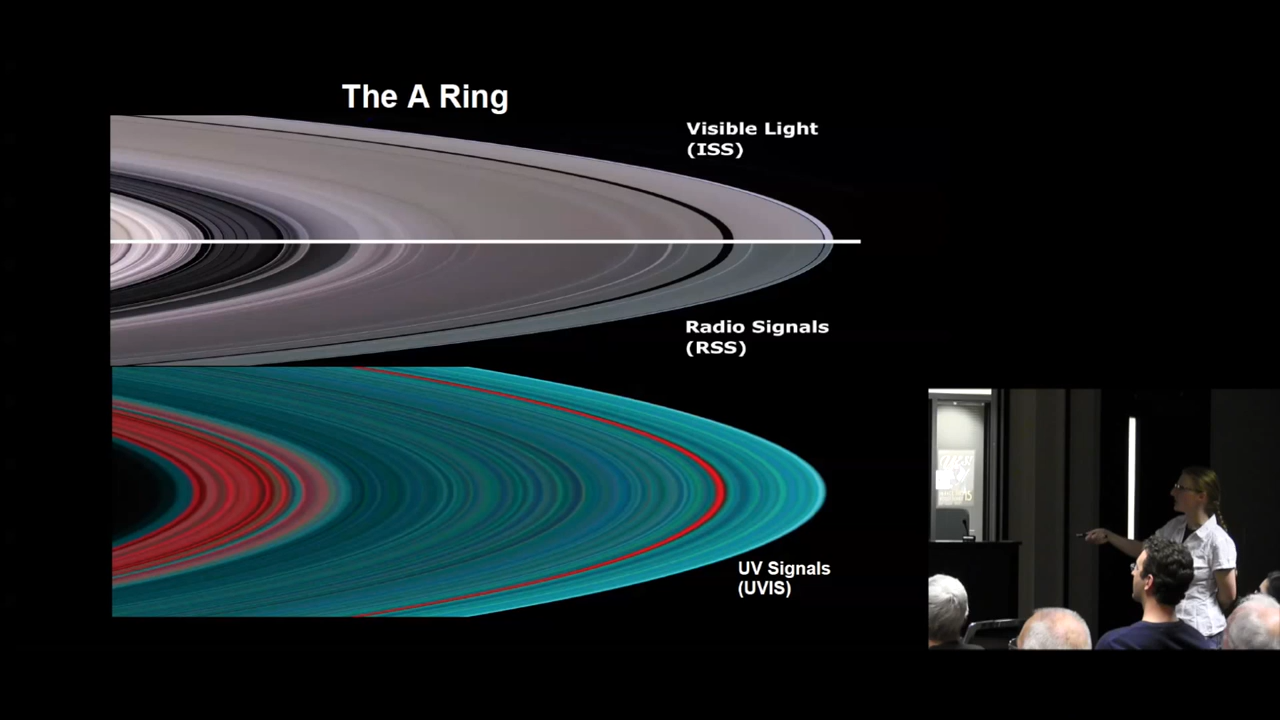 The A Ring
Visible Light
(ISS)
Radio Signals
(RSS)
UV Signals
(UVIS)